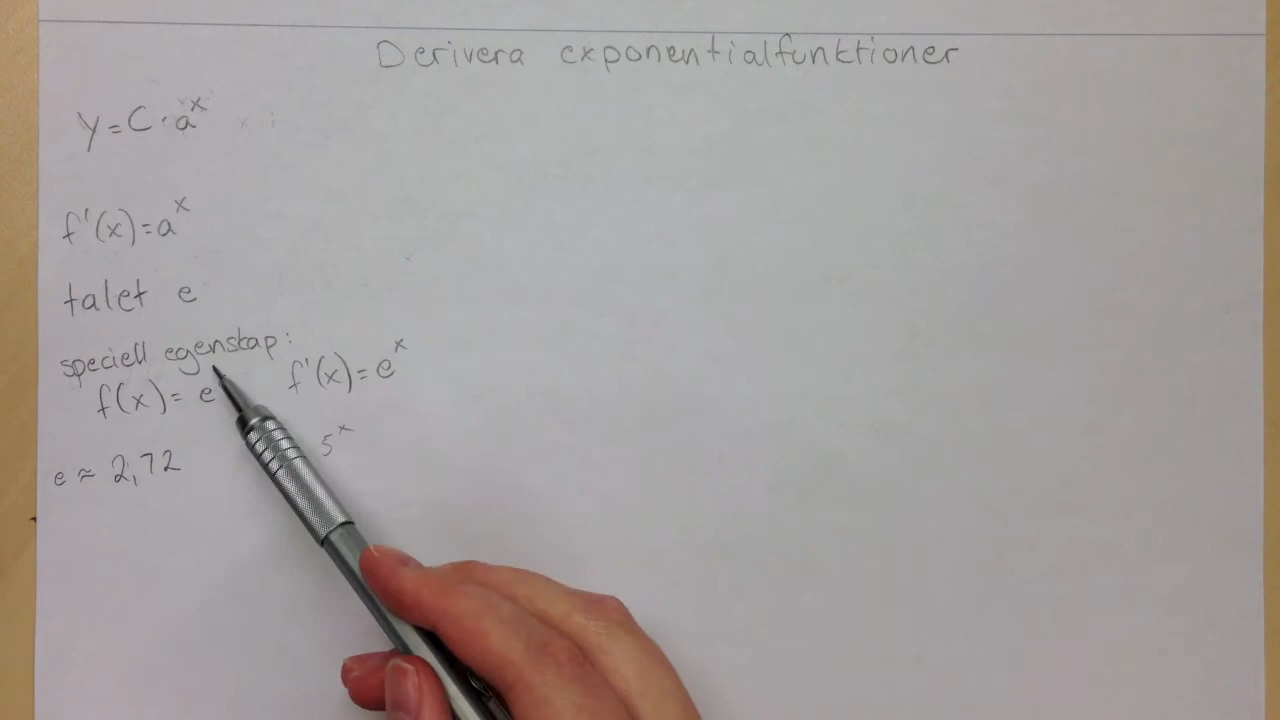 Derivera exponentialfunktioner
y = C · a^x
f'(x) = a^x
talet e
speciell egenskap:
f(x) = e f'(x) = e^x
5^x
e ≈ 2,72